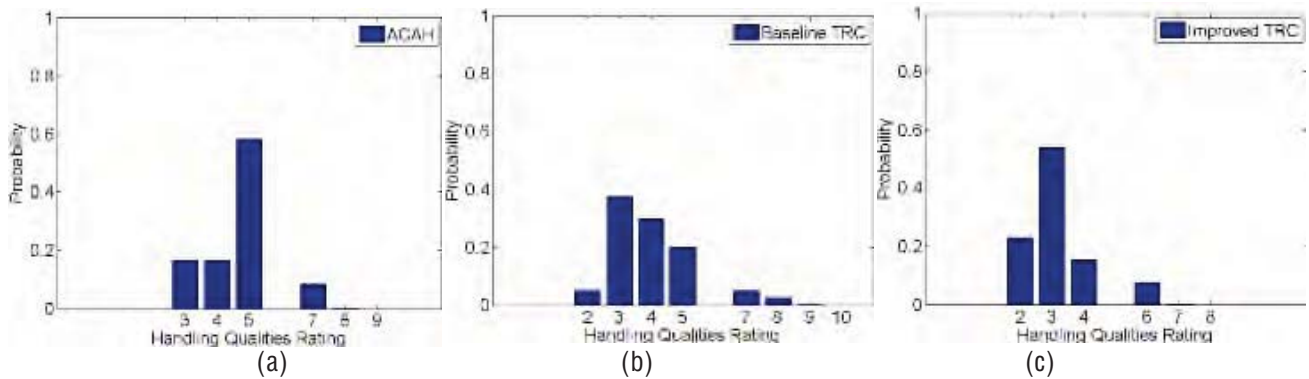 1
0.8
0.6
0.4
0.2
0
Probability
ACAH
3 4 5 7 8 9
Handling Qualities Rating
(a)
1
0.8
0.6
0.4
0.2
0
Probability
Baseline TRC
2 3 4 5 7 8 9 10
Handling Qualities Rating
(b)
1
0.8
0.6
0.4
0.2
0
Probability
Improved TRC
2 3 4 6 7 8
Handling Qualities Rating
(c)